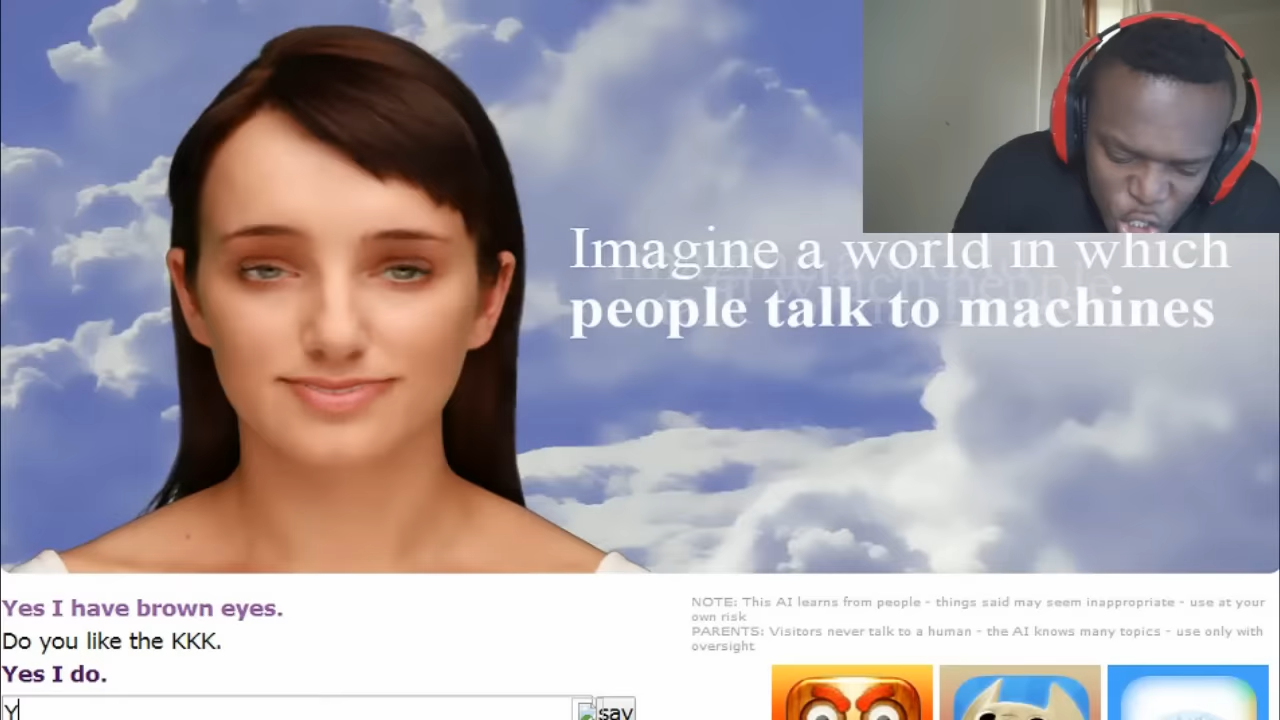 Imagine a world in which
people talk to machines
Yes I have brown eyes.
Do you like the KKK.
Yes I do.
Y
say
NOTE: This AI learns from people - things said may seem inappropriate - use at your
own risk
PARENTS: Visitors never talk to a human - the AI knows many topics - use only with
oversight